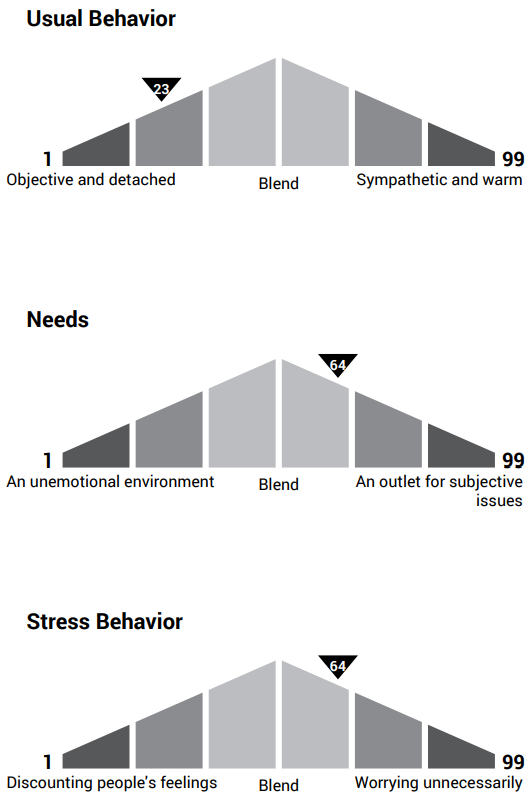 Usual Behavior
23
1
99
Objective and detached
Blend
Sympathetic and warm
Needs
64
1
99
An unemotional environment
Blend
An outlet for subjective
issues
Stress Behavior
64
1
99
Discounting people's feelings
Blend
Worrying unnecessarily